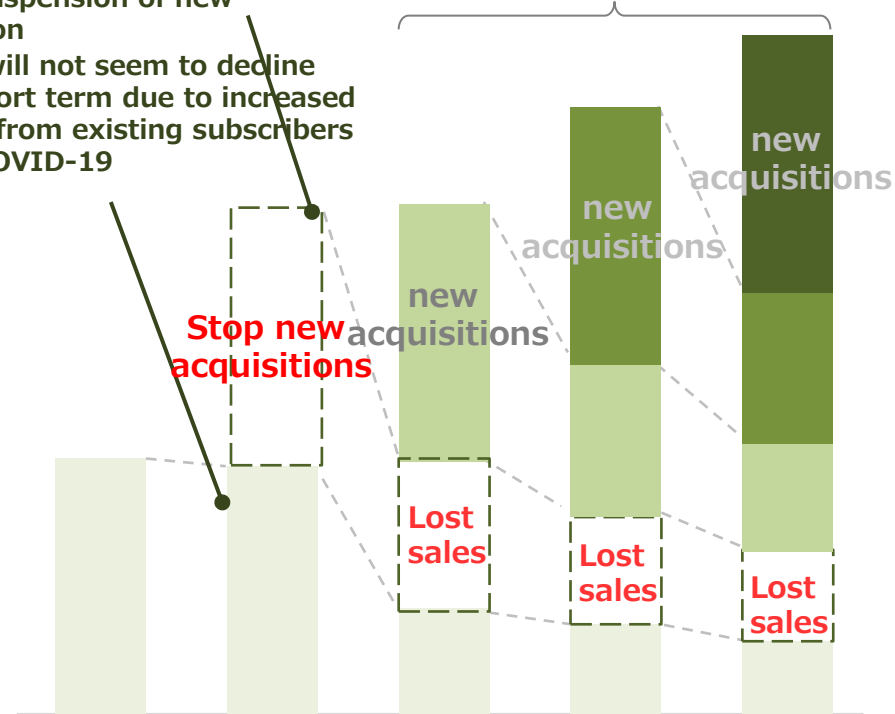 on
will not seem to decline
ort term due to increased
from existing subscribers
OVID-19
new
acquisitions
new
acquisitions
new
acquisitions
Stop new
acquisitions
Lost
sales
Lost
sales
Lost
sales